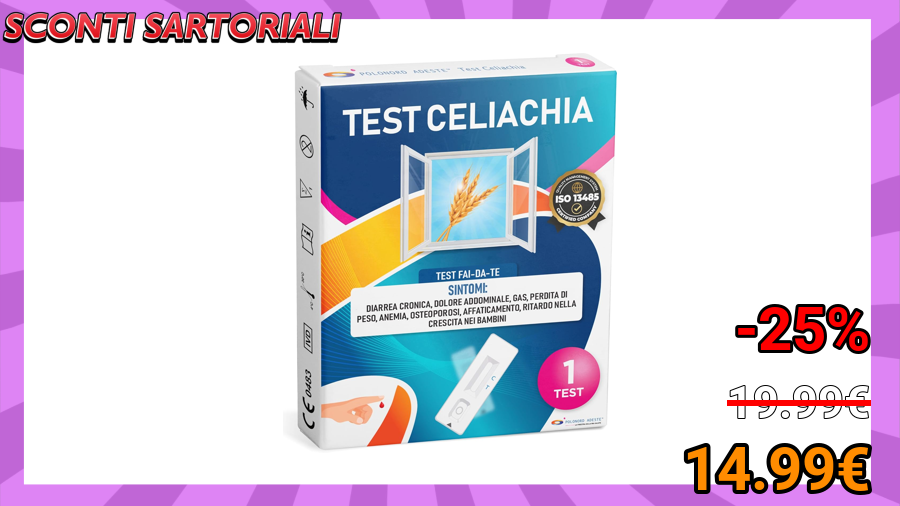 SCONTI SARTORIALI
POLONORD ADESTE® Test Celiachia
TEST CELIACHIA
ISO 13485
CERTIFIED COMPANY
TEST FAI-DA-TE
SINTOMI:
DIARREA CRONICA, DOLORE ADDOMINALE, GAS, PERDITA DI
PESO, ANEMIA, OSTEOPOROSI, AFFATICAMENTO, RITARDO NELLA
CRESCITA NEI BAMBINI
1
TEST
POLONORD ADESTE®
IVD
CE 0483
-25%
19.99€
14.99€